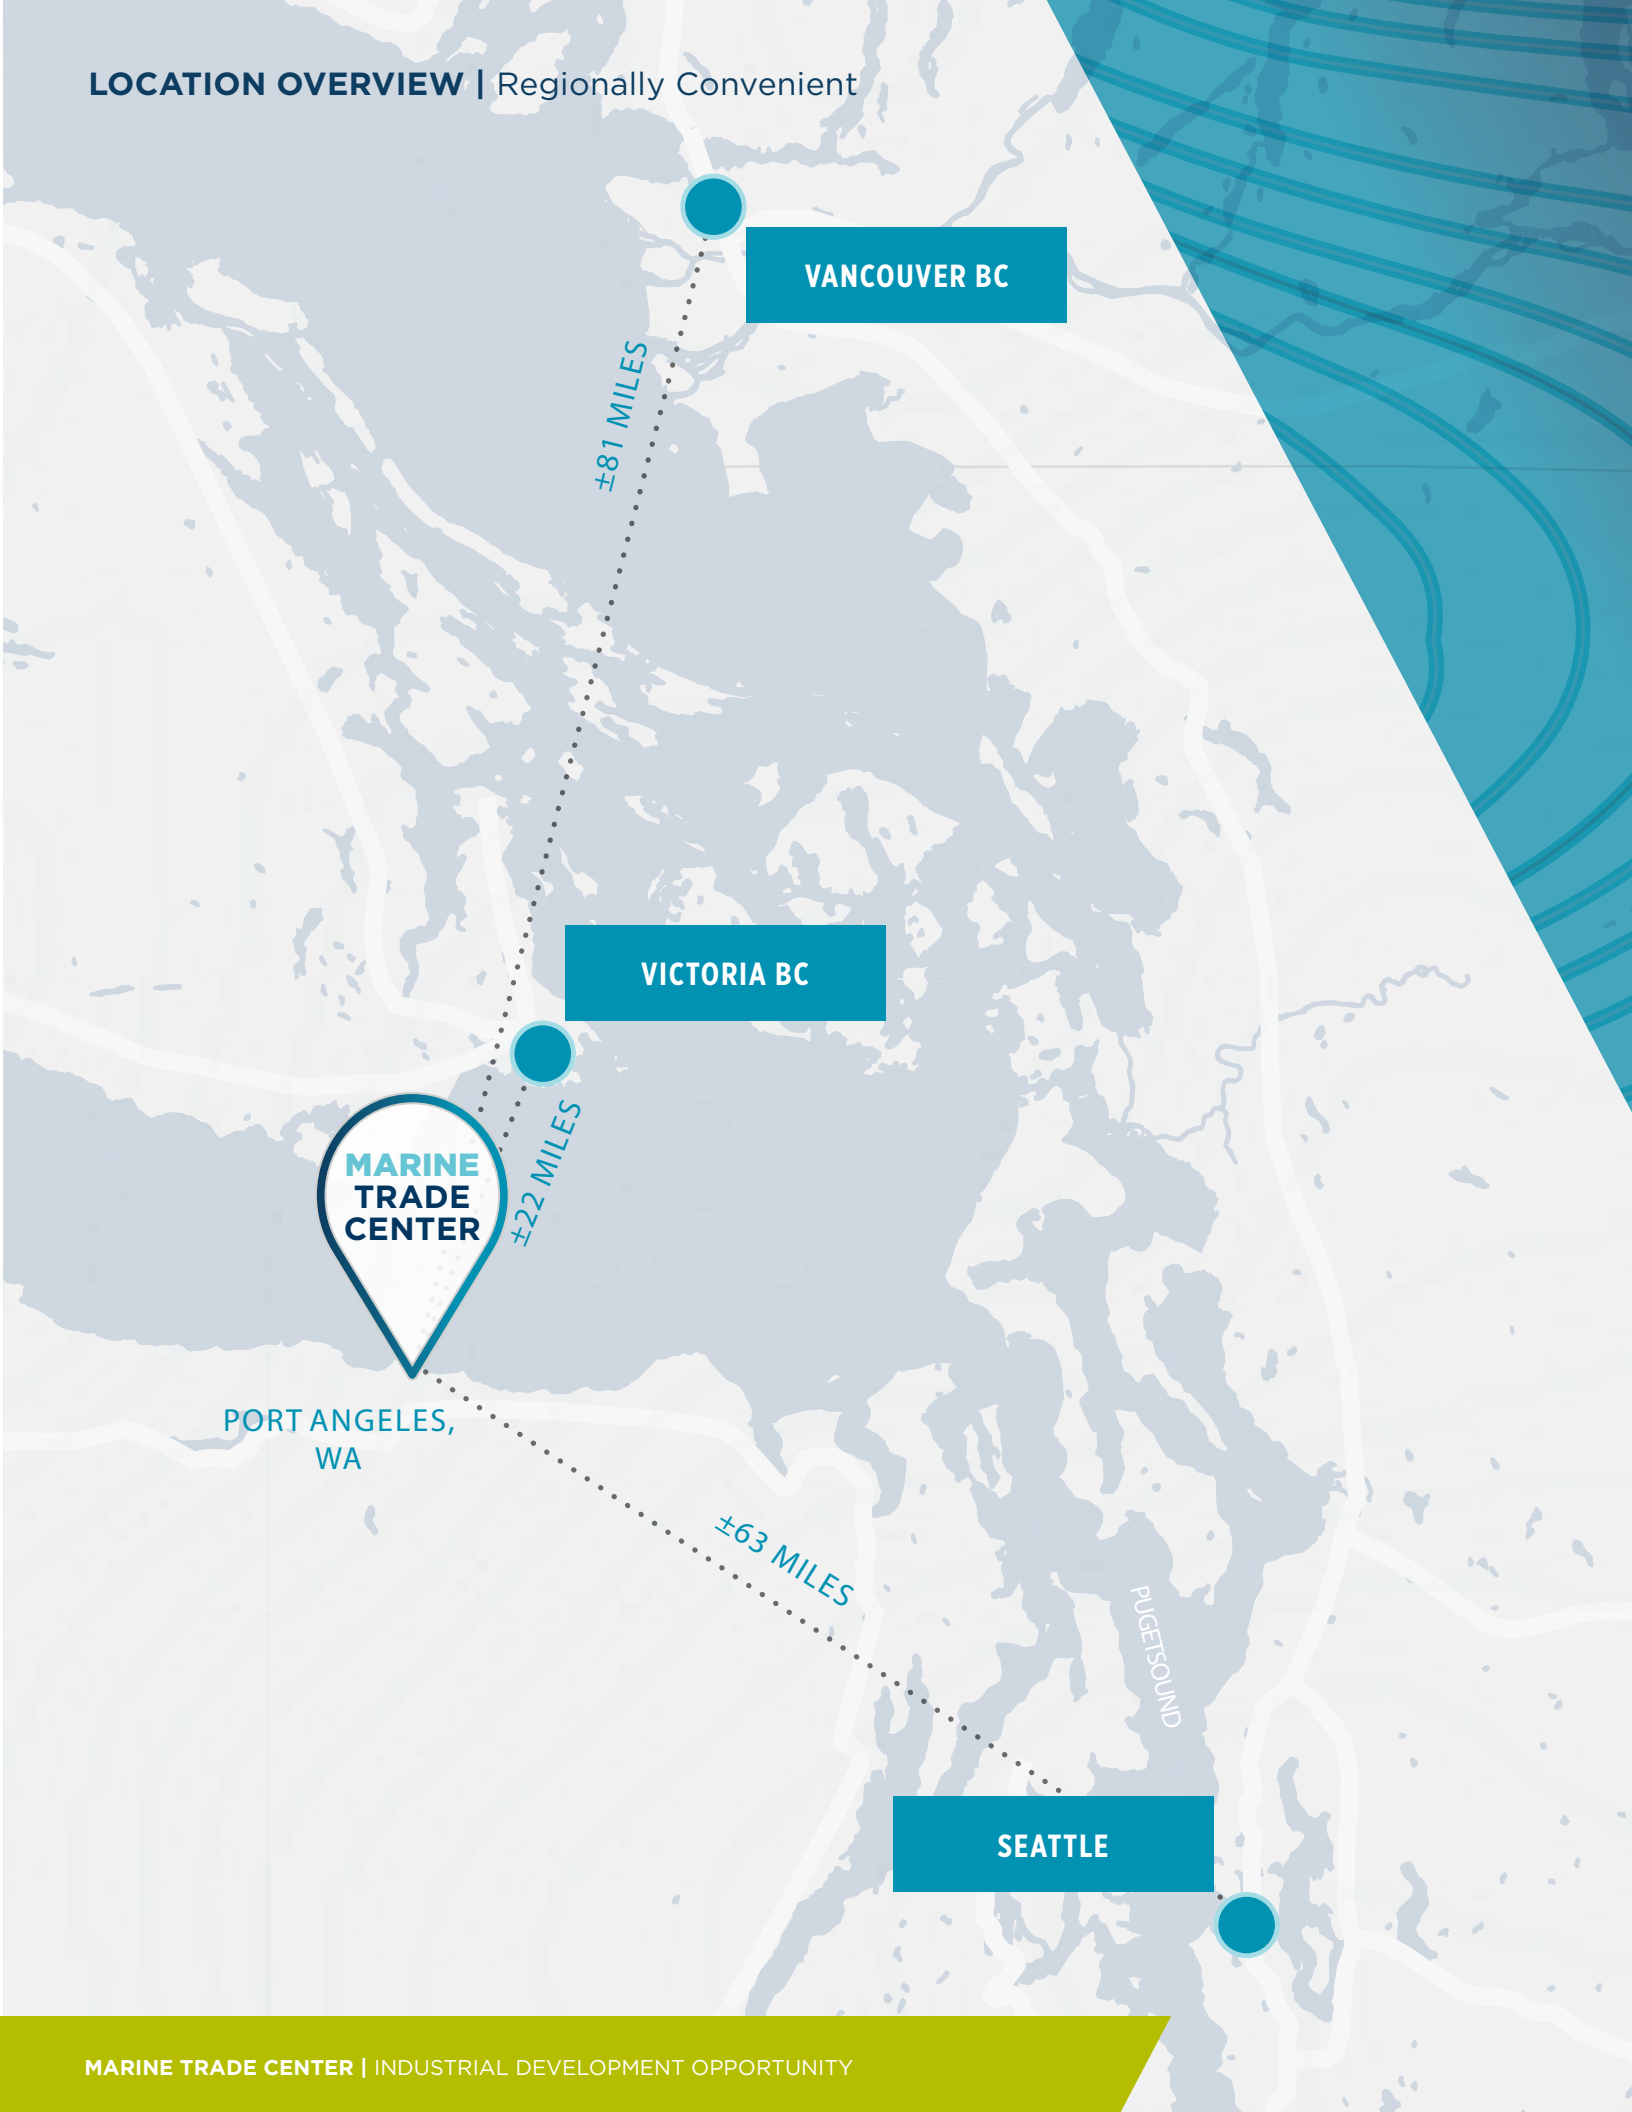 LOCATION OVERVIEW | Regionally Convenient
VANCOUVER BC
±81 MILES
VICTORIA BC
±22 MILES
MARINE
TRADE
CENTER
PORT ANGELES,
WA
±63 MILES
PUGETSOUND
SEATTLE
MARINE TRADE CENTER | INDUSTRIAL DEVELOPMENT OPPORTUNITY